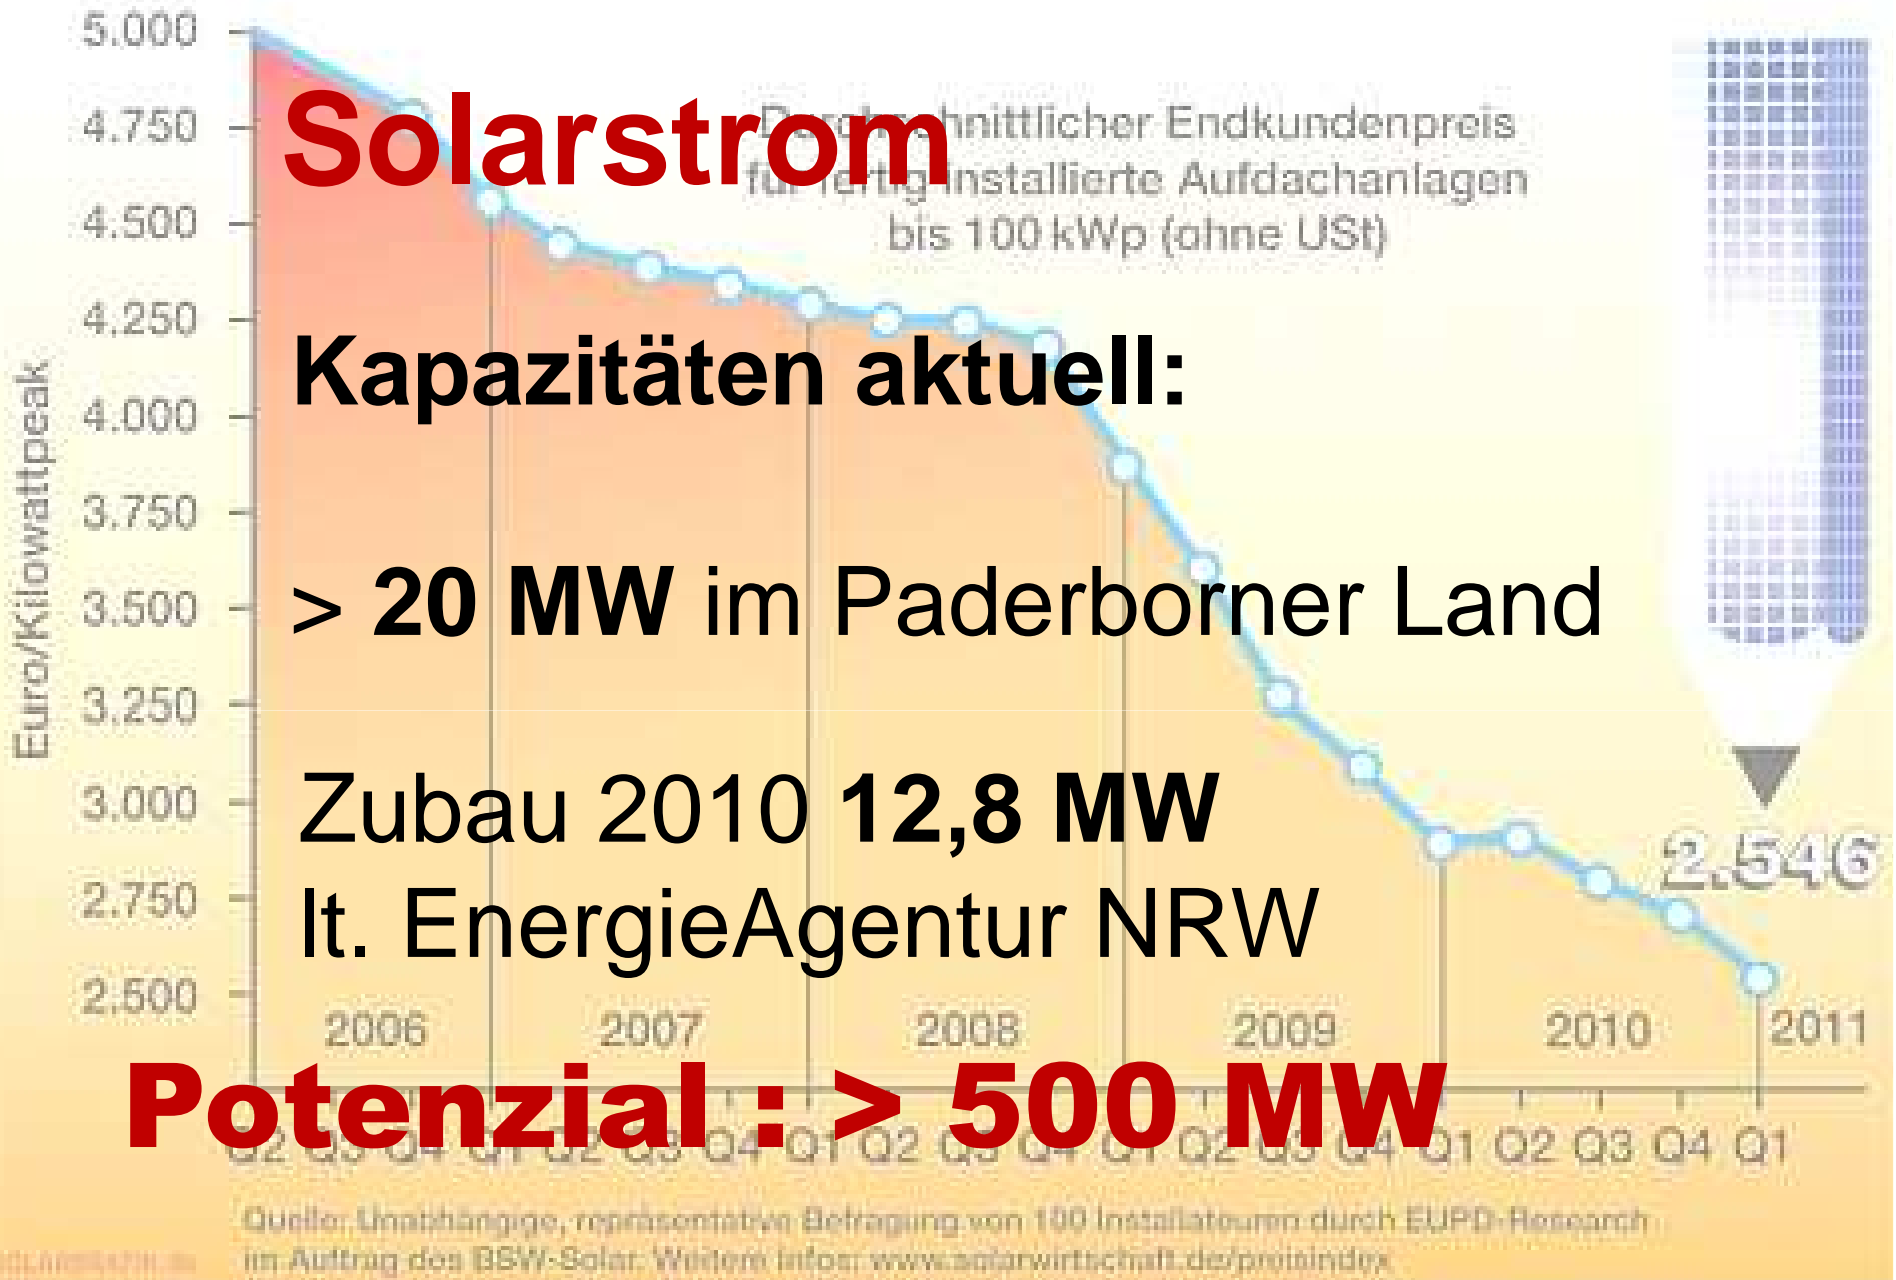 Solarstrom
Durchschnittlicher Endkundenpreis
für fertig installierte Aufdachanlagen
bis 100 kWp (ohne USt)
Kapazitäten aktuell:
> 20 MW im Paderborner Land
Zubau 2010 12,8 MW
lt. EnergieAgentur NRW
Potenzial : > 500 MW
Euro/Kilowattpeak
5.000
4.750
4.500
4.250
4.000
3.750
3.500
3.250
3.000
2.750
2.500
2.546
2006 2007 2008 2009 2010 2011
Q2 Q3 Q4 Q1 Q2 Q3 Q4 Q1 Q2 Q3 Q4 Q1 Q2 Q3 Q4 Q1 Q2 Q3 Q4 Q1
Quelle: Unabhängige, repräsentative Befragung von 100 Installateuren durch EUPD-Research
im Auftrag des BSW-Solar. Weitere Infos: www.solarwirtschaft.de/preisindex